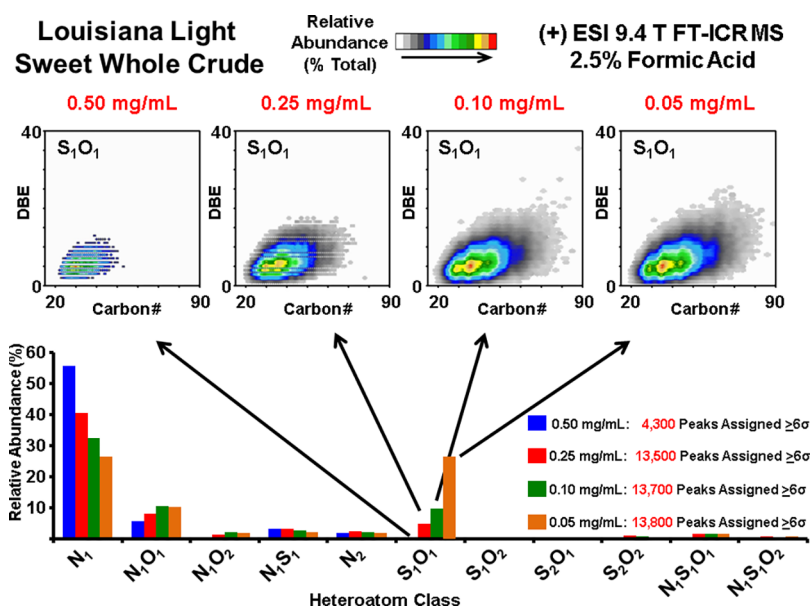 Louisiana Light
Sweet Whole Crude
Relative
Abundance
(% Total)
(+) ESI 9.4 T FT-ICR MS
2.5% Formic Acid
0.50 mg/mL
0.25 mg/mL
0.10 mg/mL
0.05 mg/mL
40
S₁O₁
DBE
0
20
Carbon#
90
40
S₁O₁
DBE
0
20
Carbon#
90
40
S₁O₁
DBE
0
20
Carbon#
90
40
S₁O₁
DBE
0
20
Carbon#
90
Relative Abundance (%)
60
50
40
30
20
10
0.50 mg/mL: 4,300 Peaks Assigned ≥6σ
0.25 mg/mL: 13,500 Peaks Assigned ≥6σ
0.10 mg/mL: 13,700 Peaks Assigned ≥6σ
0.05 mg/mL: 13,800 Peaks Assigned ≥6σ
N₁
N₁O₁
N₁O₂
N₁S₁
N₂
S₁O₁
S₁O₂
S₂O₁
S₂O₂
N₁S₁O₁
N₁S₁O₂
Heteroatom Class